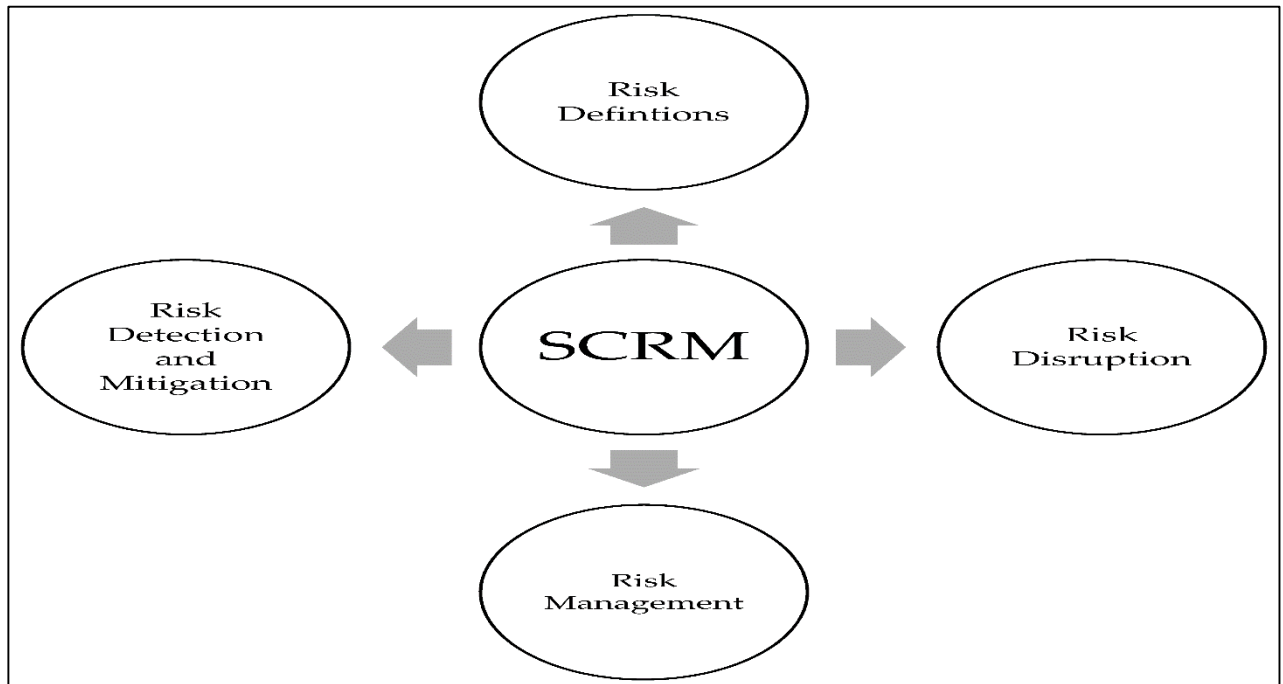 Risk
Defintions
Risk
Detection
and
Mitigation
SCRM
Risk
Disruption
Risk
Management